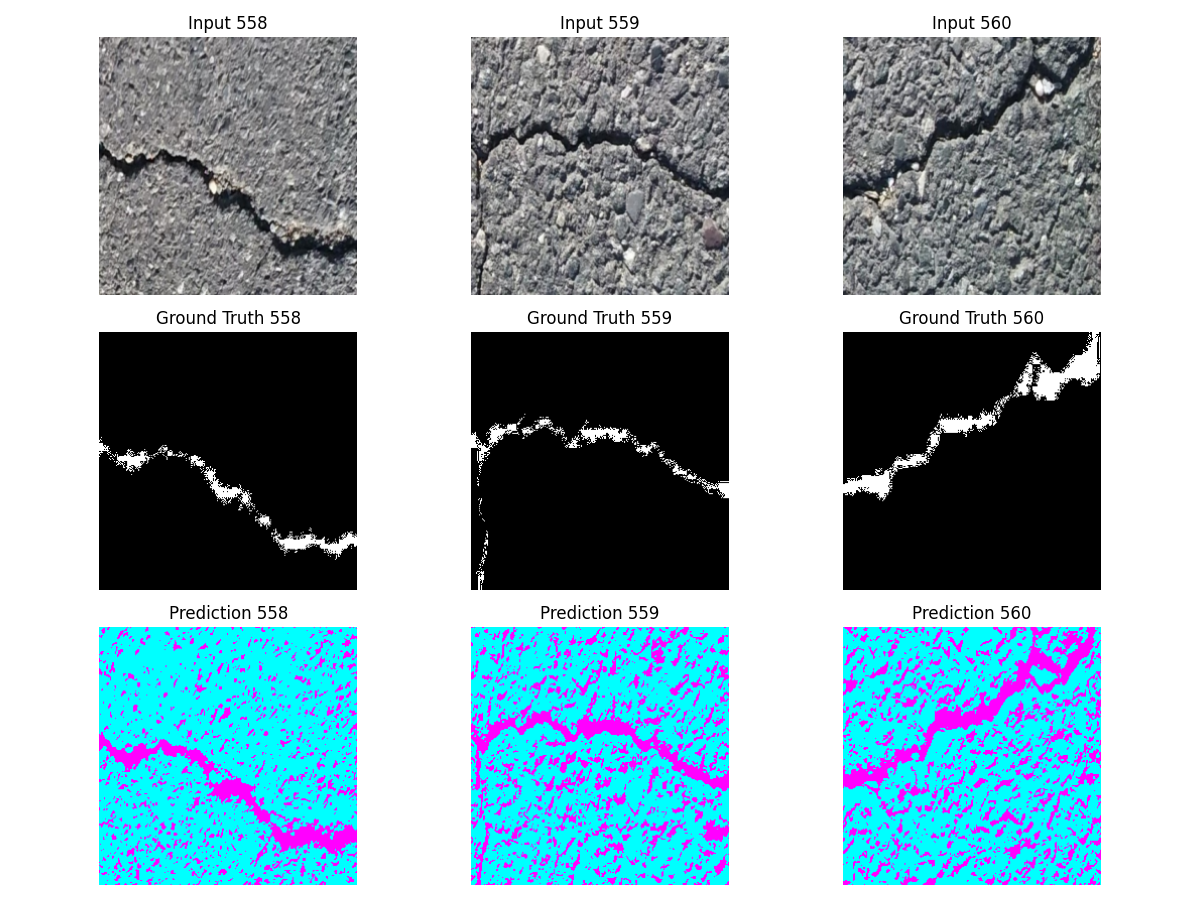 Input 558
Input 559
Input 560
Ground Truth 558
Ground Truth 559
Ground Truth 560
Prediction 558
Prediction 559
Prediction 560